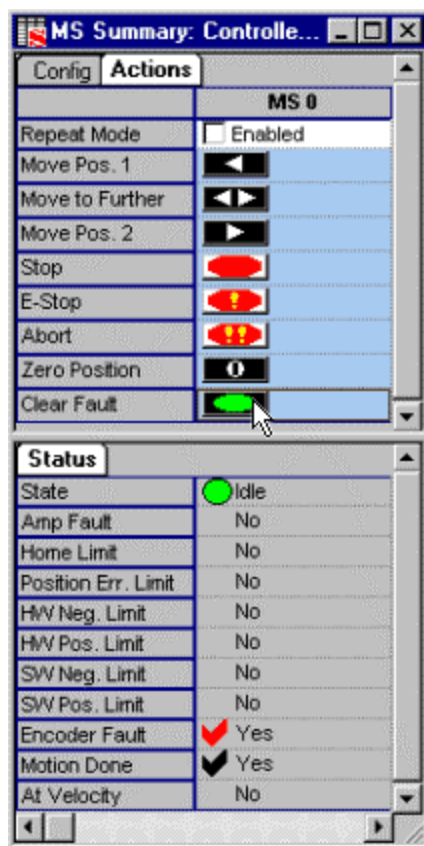 MS Summary: Controlle...
Config Actions
MS 0
Repeat Mode Enabled
Move Pos. 1
Move to Further
Move Pos. 2
Stop
E-Stop !
Abort !!
Zero Position 0
Clear Fault
Status
State Idle
Amp Fault No
Home Limit No
Position Err. Limit No
HW Neg. Limit No
HW Pos. Limit No
SW Neg. Limit No
SW Pos. Limit No
Encoder Fault Yes
Motion Done Yes
At Velocity No